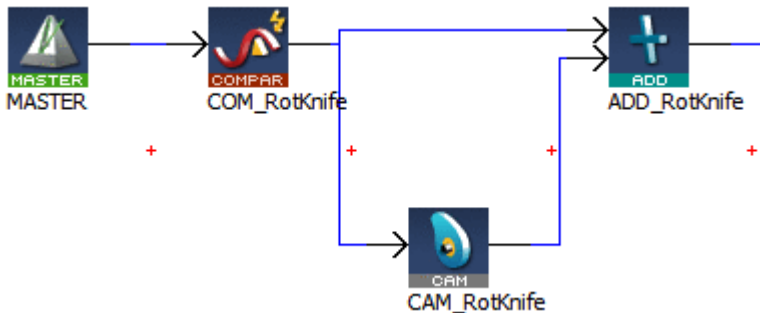 MASTER
MASTER
COMPAR
COM_RotKnife
ADD
ADD_RotKnife
CAM
CAM_RotKnife